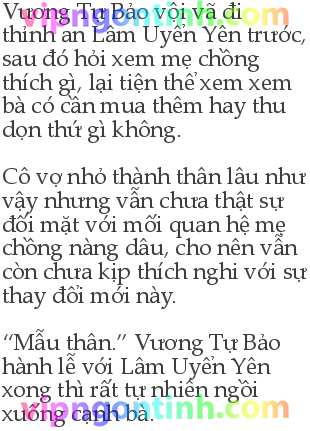 Vương Tự Bảo vội vã đi
thỉnh an Lâm Uyển Yên trước,
sau đó hỏi xem mẹ chồng
thích gì, lại tiện thể xem xem
bà có cần mua thêm hay thu
dọn thứ gì không.
Cô vợ nhỏ thành thân lâu như
vậy nhưng vẫn chưa thật sự
đối mặt với mối quan hệ mẹ
chồng nàng dâu, cho nên vẫn
còn chưa kịp thích nghi với sự
thay đổi mới này.
“Mẫu thân.” Vương Tự Bảo
hành lễ với Lâm Uyển Yên
xong thì rất tự nhiên ngồi
xuống cạnh bà.
vipngontinh.com
vipngontinh.com